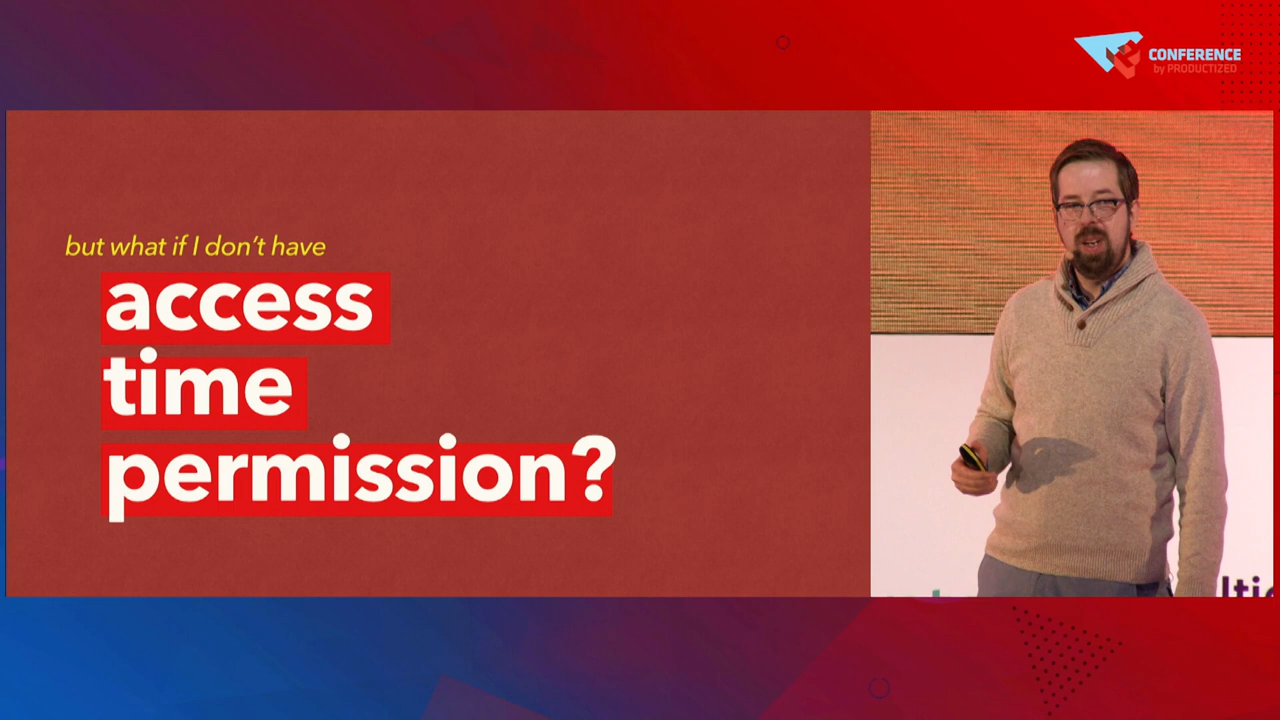 CONFERENCE
by PRODUCTIZED
but what if I don't have
access
time
permission?